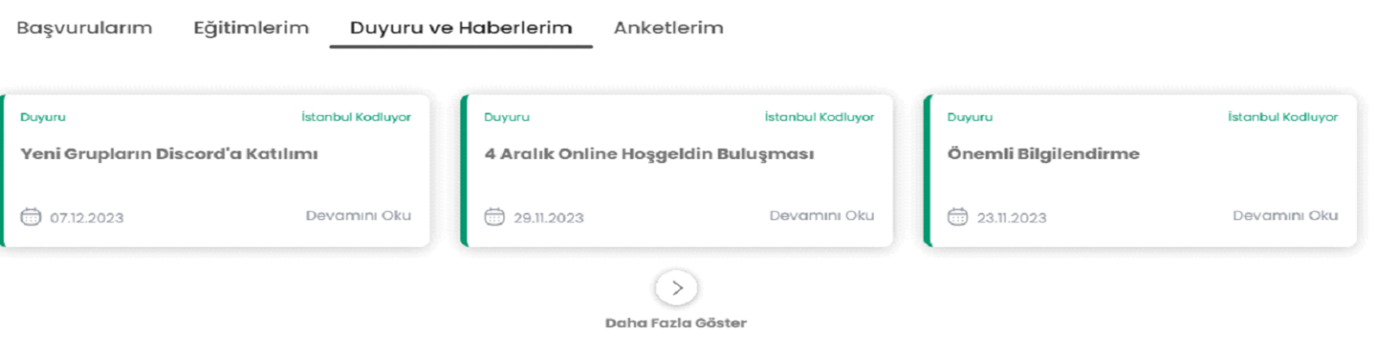 Başvurularım Eğitimlerim Duyuru ve Haberlerim Anketlerim
Duyuru İstanbul Kodluyor
Yeni Grupların Discord'a Katılımı
07.12.2023 Devamını Oku
Duyuru İstanbul Kodluyor
4 Aralık Online Hoşgeldin Buluşması
29.11.2023 Devamını Oku
Duyuru İstanbul Kodluyor
Önemli Bilgilendirme
23.11.2023 Devamını Oku
Daha Fazla Göster